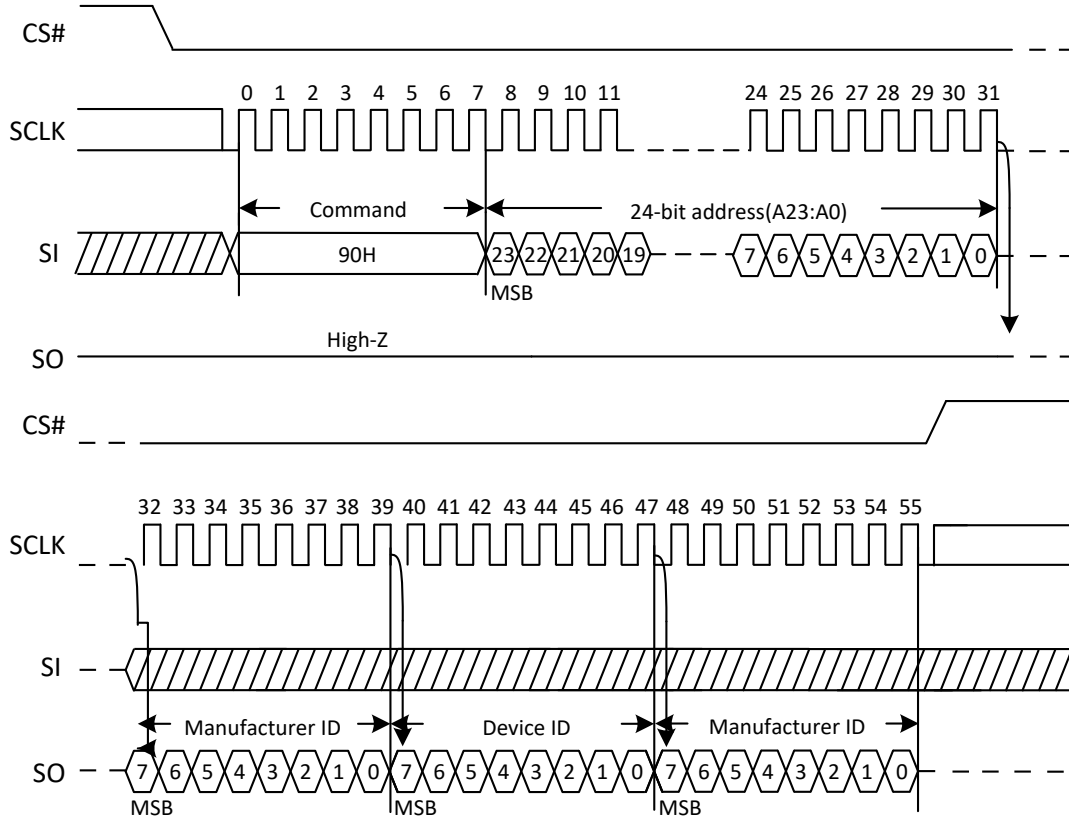 CS#
0 1 2 3 4 5 6 7 8 9 10 11 24 25 26 27 28 29 30 31
SCLK
Command 24-bit address(A23:A0)
SI 90H 23 22 21 20 19 7 6 5 4 3 2 1 0
MSB
High-Z
SO
CS#
32 33 34 35 36 37 38 39 40 41 42 43 44 45 46 47 48 49 50 51 52 53 54 55
SCLK
SI
Manufacturer ID Device ID Manufacturer ID
SO 7 6 5 4 3 2 1 0 7 6 5 4 3 2 1 0 7 6 5 4 3 2 1 0
MSB MSB MSB